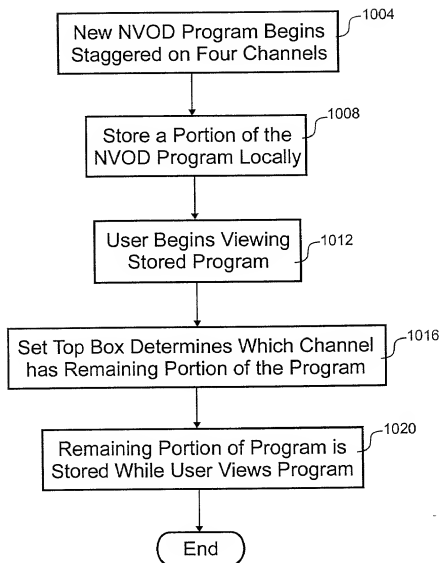 New NVOD Program Begins
Staggered on Four Channels
1004
Store a Portion of the
NVOD Program Locally
1008
User Begins Viewing
Stored Program
1012
Set Top Box Determines Which Channel
has Remaining Portion of the Program
1016
Remaining Portion of Program is
Stored While User Views Program
1020
End